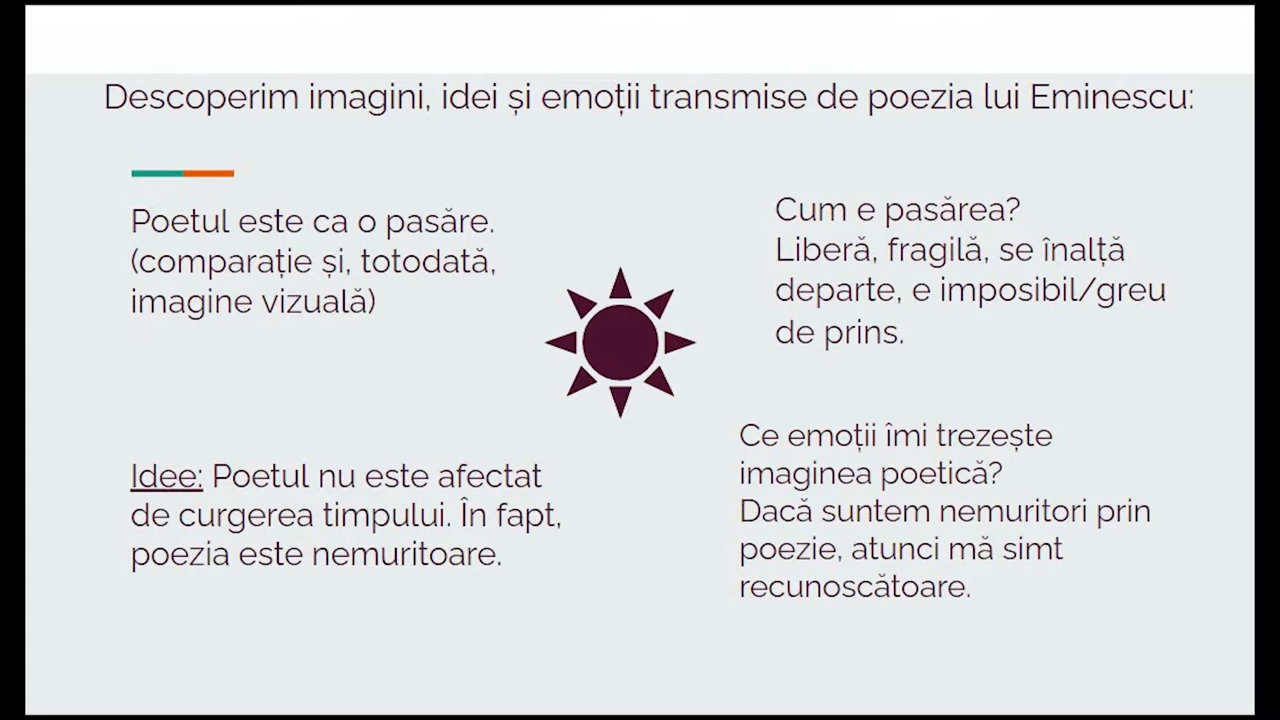 Descoperim imagini, idei și emoții transmise de poezia lui Eminescu:
Poetul este ca o pasăre.
(comparație și, totodată,
imagine vizuală)
Cum e pasărea?
Liberă, fragilă, se înalță
departe, e imposibil/greu
de prins.
Idee: Poetul nu este afectat
de curgerea timpului. În fapt,
poezia este nemuritoare.
Ce emoții îmi trezește
imaginea poetică?
Dacă suntem nemuritori prin
poezie, atunci mă simt
recunoscătoare.